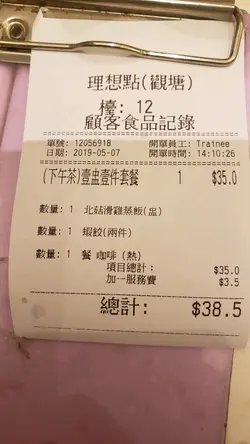 理想點(觀塘)
檯: 12
顧客食品記錄
單號: 12056918 開單員工: Trainee
日期: 2019-05-07 開單時間: 14:10:26
(下午茶)壹盅壹件套餐 1 $35.0
數量: 1 北菇滑雞蒸飯(盅)
數量: 1 蝦餃(兩件)
數量: 1 餐 咖啡 (熱)
項目總計: $35.0
加一服務費 $3.5
總計: $38.5